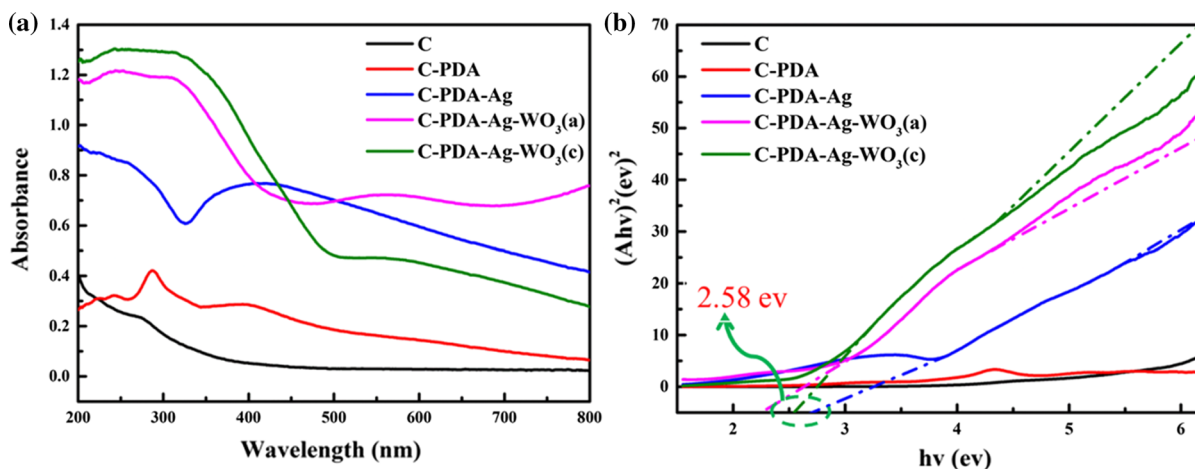 (a)
1.4
1.2
1.0
0.8
0.6
0.4
0.2
0.0
Absorbance
200
300
400
500
600
700
800
Wavelength (nm)
C
C-PDA
C-PDA-Ag
C-PDA-Ag-WO₃(a)
C-PDA-Ag-WO₃(c)
(b)
70
60
50
40
30
20
10
0
(Ahν)²(ev)²
2
3
4
5
6
hν (ev)
C
C-PDA
C-PDA-Ag
C-PDA-Ag-WO₃(a)
C-PDA-Ag-WO₃(c)
2.58 ev